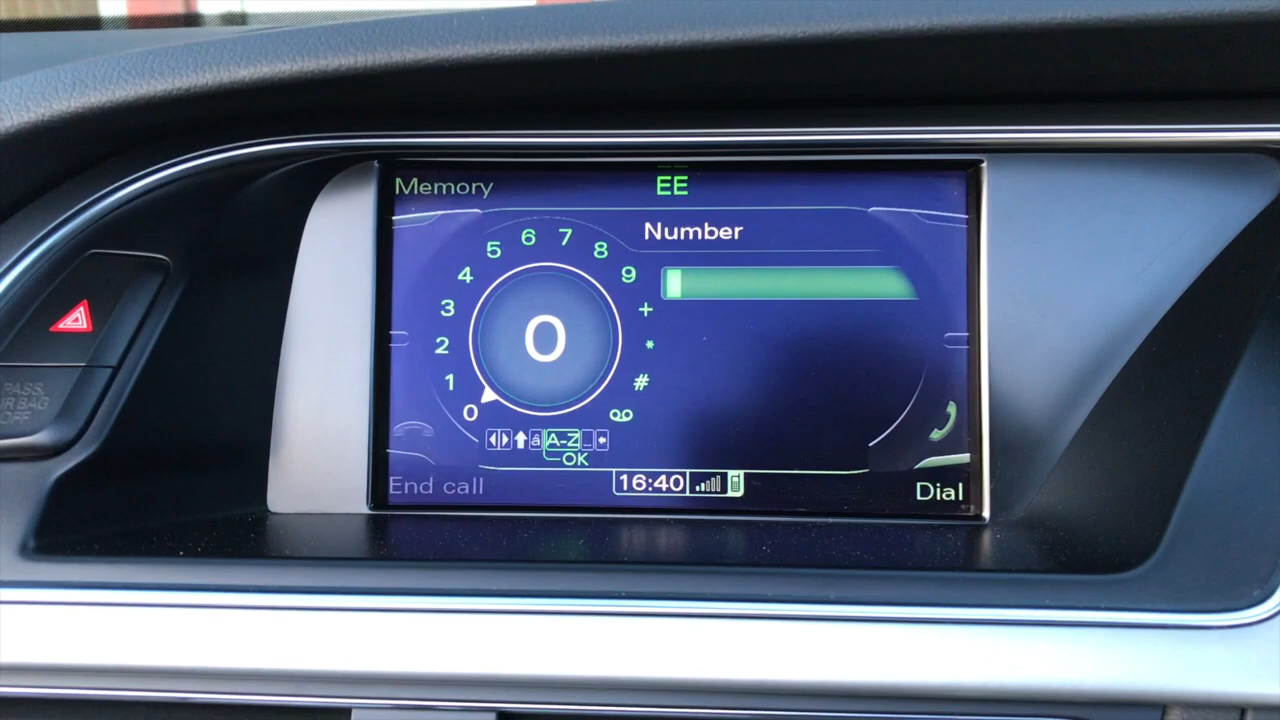 Memory
EE
Number
0 1 2 3 4 5 6 7 8 9 + * #
0
â A-Z _
OK
End call
16:40
Dial
PASS.
AIR BAG
OFF